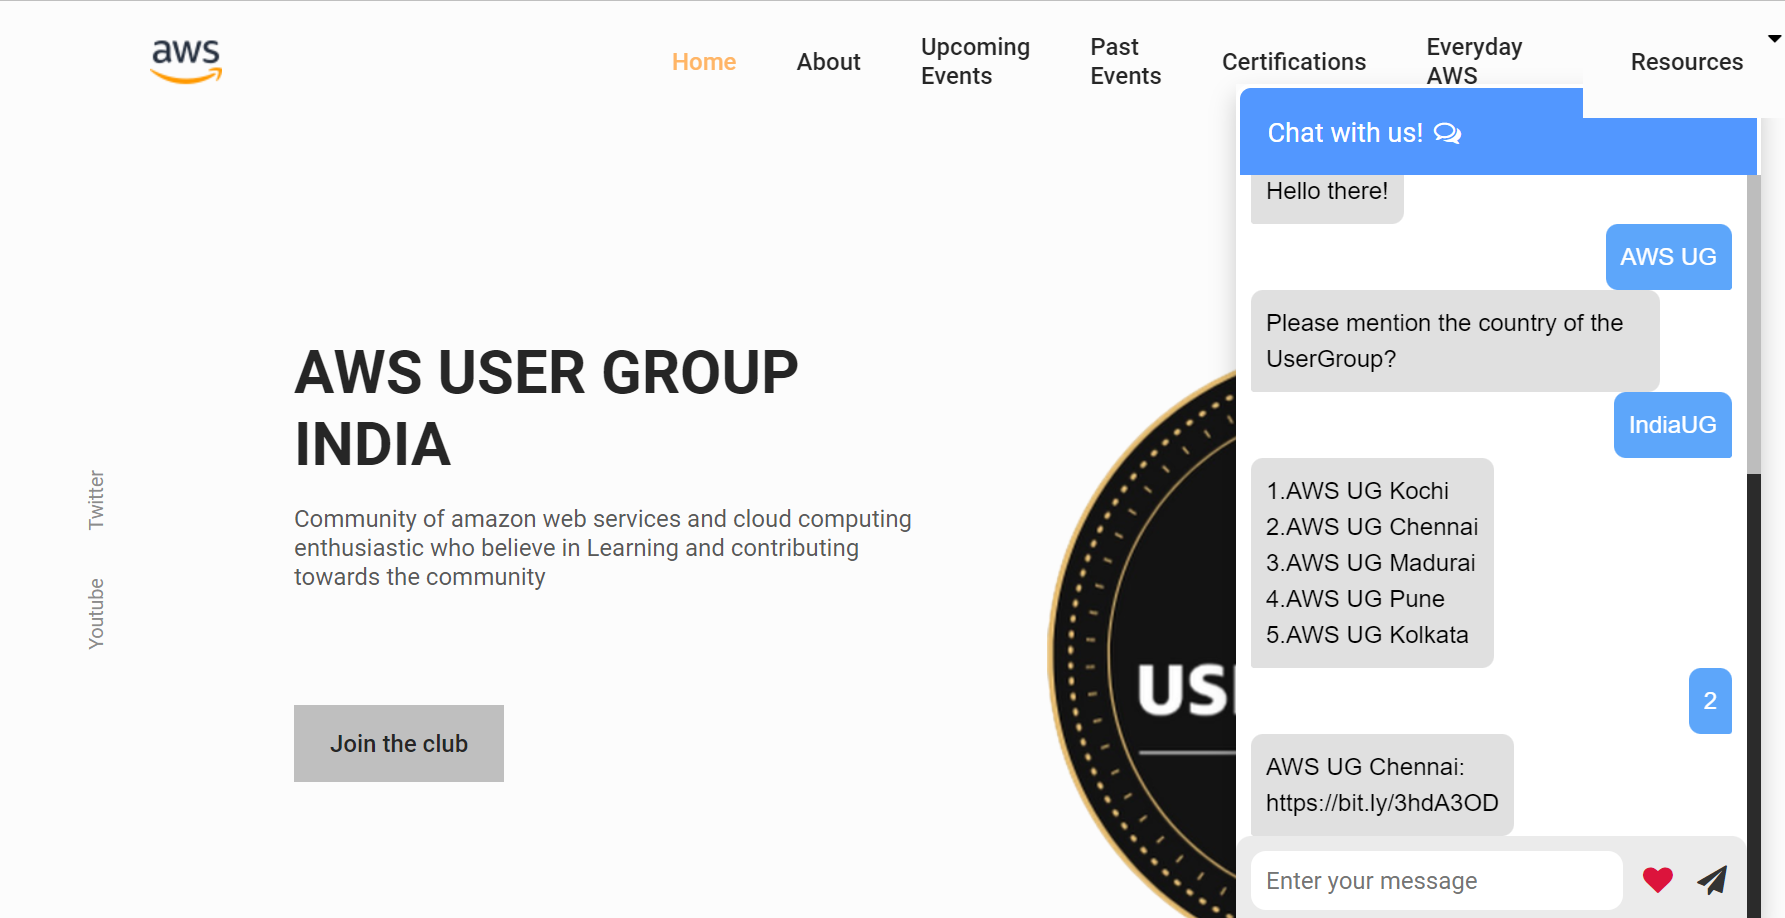 aws
Home
About
Upcoming
Events
Past
Events
Certifications
Everyday
AWS
Resources
AWS USER GROUP
INDIA
Community of amazon web services and cloud computing
enthusiastic who believe in Learning and contributing
towards the community
Join the club
Twitter
Youtube
US
Chat with us!
Hello there!
AWS UG
Please mention the country of the
UserGroup?
IndiaUG
1.AWS UG Kochi
2.AWS UG Chennai
3.AWS UG Madurai
4.AWS UG Pune
5.AWS UG Kolkata
2
AWS UG Chennai:
https://bit.ly/3hdA3OD
Enter your message